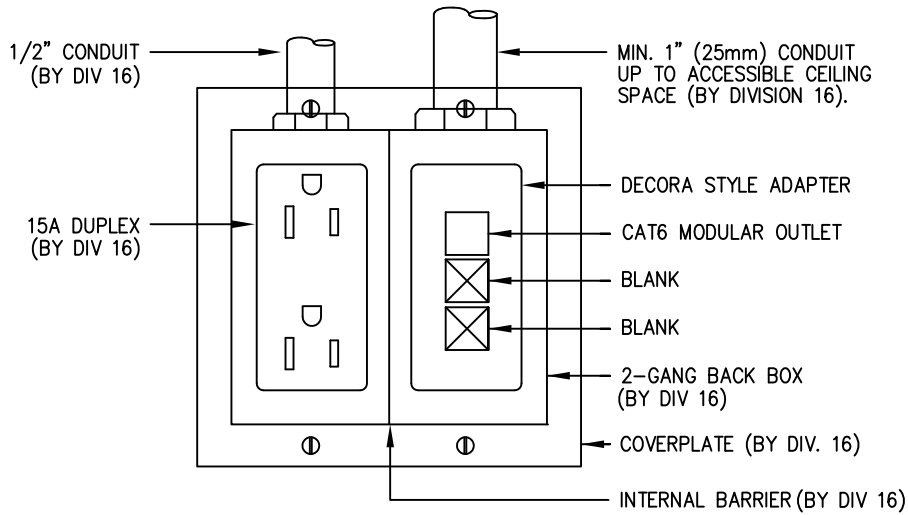 1/2" CONDUIT
(BY DIV 16)
MIN. 1" (25mm) CONDUIT
UP TO ACCESSIBLE CEILING
SPACE (BY DIVISION 16).
15A DUPLEX
(BY DIV 16)
DECORA STYLE ADAPTER
CAT6 MODULAR OUTLET
BLANK
BLANK
2-GANG BACK BOX
(BY DIV 16)
COVERPLATE (BY DIV. 16)
INTERNAL BARRIER (BY DIV 16)